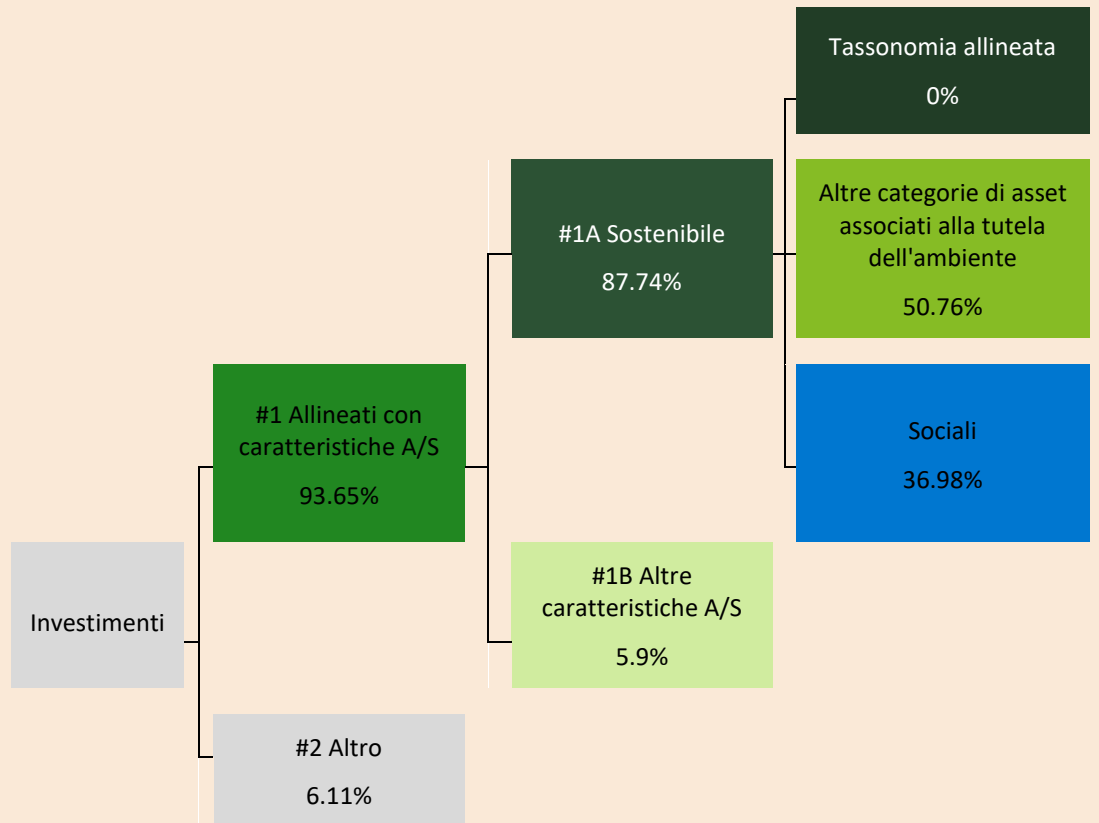 Tassonomia allineata
0%
Altre categorie di asset
associati alla tutela
dell'ambiente
50.76%
#1A Sostenibile
87.74%
#1 Allineati con
caratteristiche A/S
93.65%
Sociali
36.98%
#1B Altre
caratteristiche A/S
5.9%
Investimenti
#2 Altro
6.11%